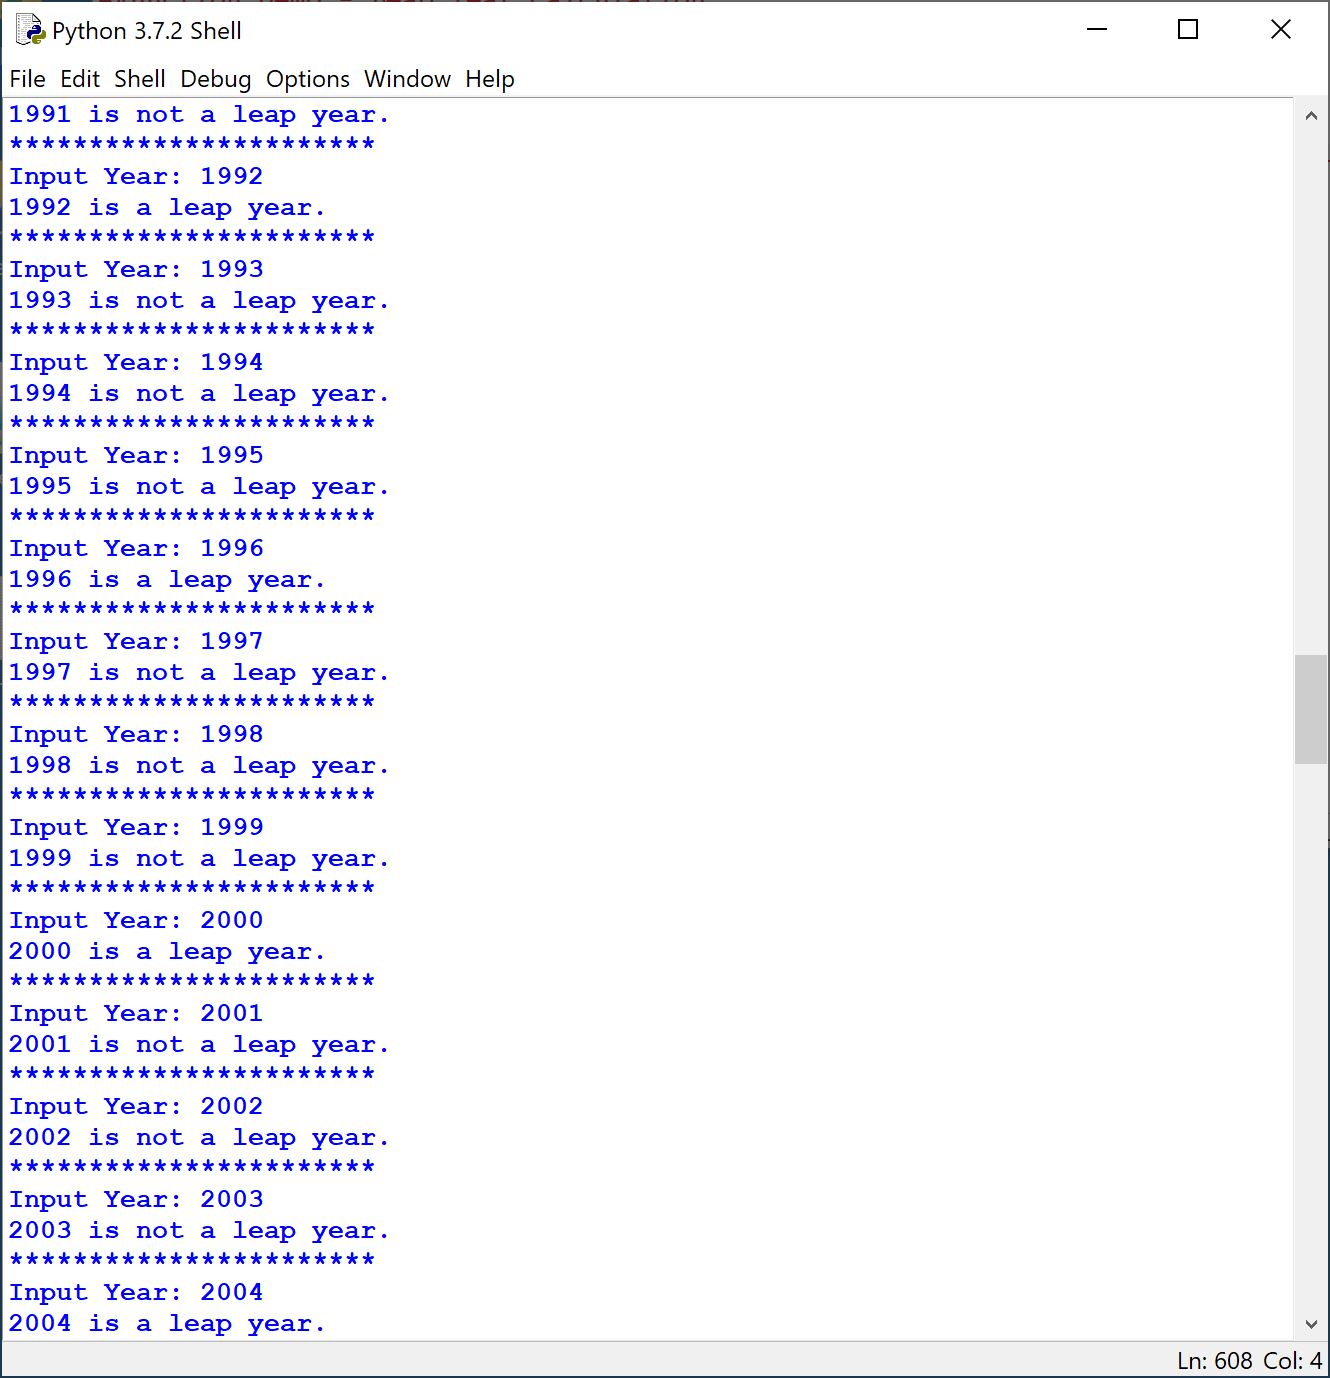 Python 3.7.2 Shell
File Edit Shell Debug Options Window Help
1991 is not a leap year.
***********************
Input Year: 1992
1992 is a leap year.
***********************
Input Year: 1993
1993 is not a leap year.
***********************
Input Year: 1994
1994 is not a leap year.
***********************
Input Year: 1995
1995 is not a leap year.
***********************
Input Year: 1996
1996 is a leap year.
***********************
Input Year: 1997
1997 is not a leap year.
***********************
Input Year: 1998
1998 is not a leap year.
***********************
Input Year: 1999
1999 is not a leap year.
***********************
Input Year: 2000
2000 is a leap year.
***********************
Input Year: 2001
2001 is not a leap year.
***********************
Input Year: 2002
2002 is not a leap year.
***********************
Input Year: 2003
2003 is not a leap year.
***********************
Input Year: 2004
2004 is a leap year.
Ln: 608 Col: 4